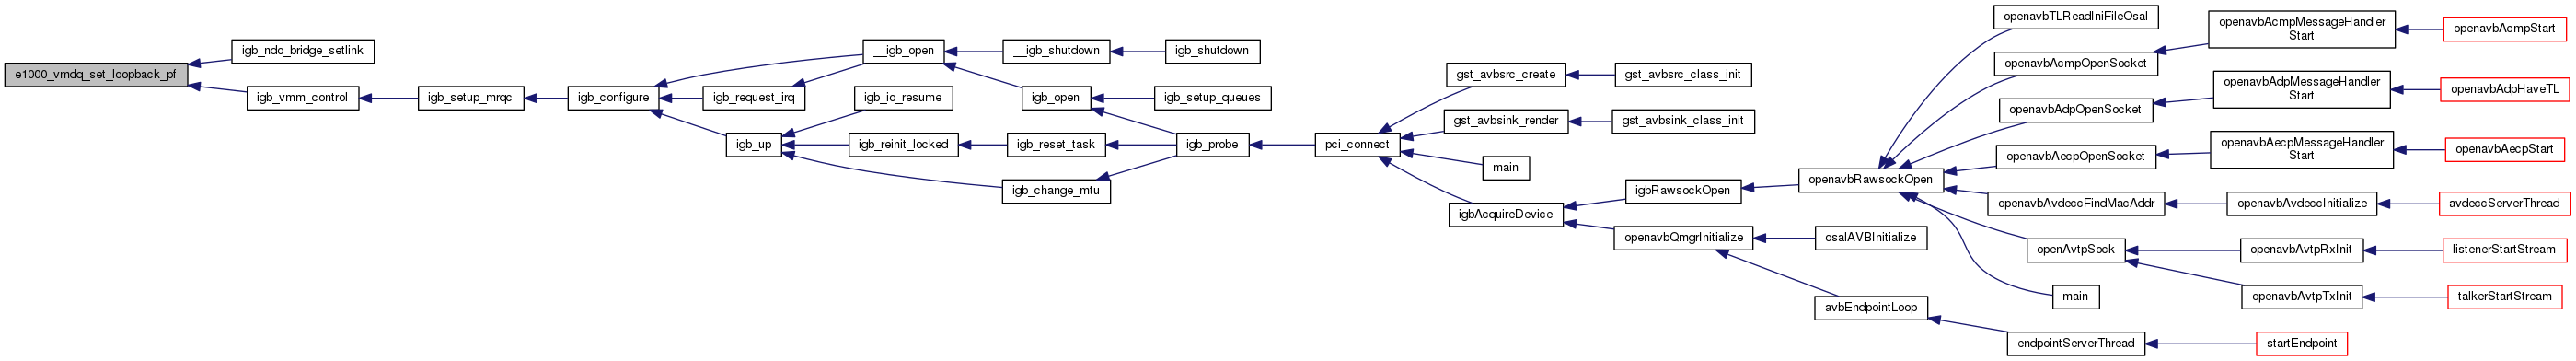 e1000_vmdq_set_loopback_pf
igb_ndo_bridge_setlink
igb_vmm_control
igb_setup_mrqc
igb_configure
__igb_open
igb_request_irq
igb_up
__igb_shutdown
igb_shutdown
igb_io_resume
igb_open
igb_setup_queues
igb_reinit_locked
igb_reset_task
igb_probe
igb_change_mtu
pci_connect
gst_avbsrc_create
gst_avbsrc_class_init
gst_avbsink_render
gst_avbsink_class_init
main
igbAcquireDevice
igbRawsockOpen
openavbQmgrInitialize
osalAVBInitialize
avbEndpointLoop
endpointServerThread
startEndpoint
openavbRawsockOpen
openavbTLReadIniFileOsal
openavbAcmpOpenSocket
openavbAcmpMessageHandler
Start
openavbAcmpStart
openavbAdpOpenSocket
openavbAdpMessageHandler
Start
openavbAdpHaveTL
openavbAecpOpenSocket
openavbAecpMessageHandler
Start
openavbAecpStart
openavbAvdeccFindMacAddr
openavbAvdeccInitialize
avdeccServerThread
openAvtpSock
openavbAvtpRxInit
listenerStartStream
openavbAvtpTxInit
talkerStartStream
main